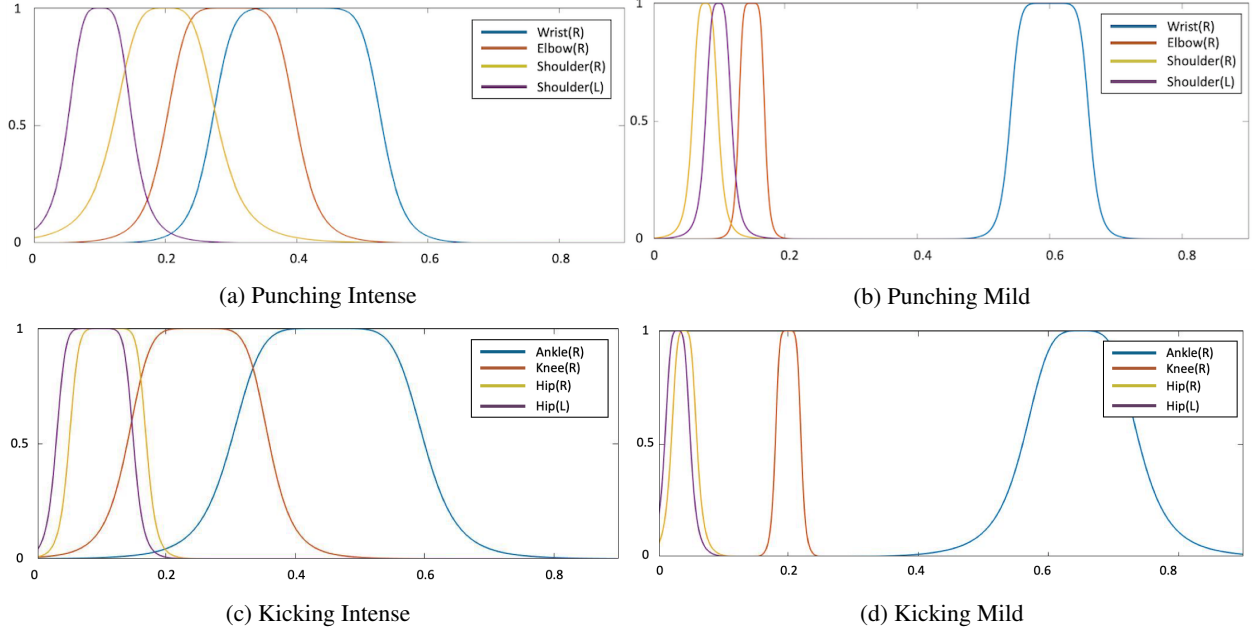 1
0.5
0
0
0.2
0.4
0.6
0.8
Wrist(R)
Elbow(R)
Shoulder(R)
Shoulder(L)
(a) Punching Intense
1
0.5
0
0
0.2
0.4
0.6
0.8
Wrist(R)
Elbow(R)
Shoulder(R)
Shoulder(L)
(b) Punching Mild
1
0.5
0
0
0.2
0.4
0.6
0.8
Ankle(R)
Knee(R)
Hip(R)
Hip(L)
(c) Kicking Intense
1
0.5
0
0
0.2
0.4
0.6
0.8
Ankle(R)
Knee(R)
Hip(R)
Hip(L)
(d) Kicking Mild